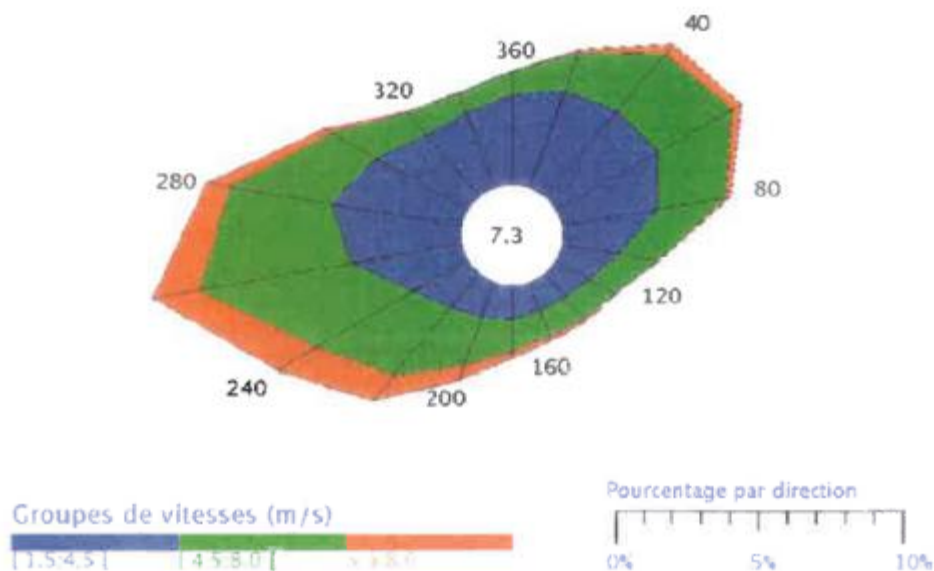 40
360
320
280
80
7.3
120
160
240
200
Pourcentage par direction
Groupes de vitesses (m/s)
[ 1.5:4.5 [ [ 4.5:8.0 [
0% 5% 10%